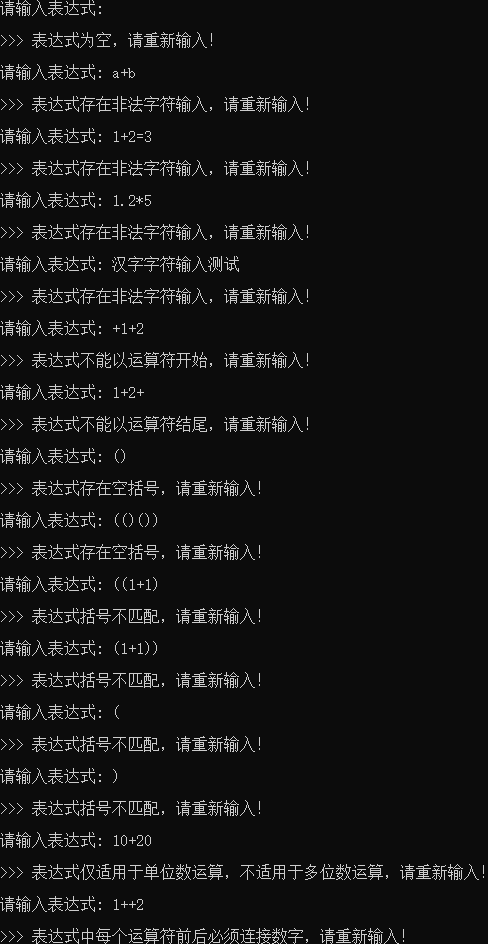 请输入表达式:
>>> 表达式为空，请重新输入!
请输入表达式: a+b
>>> 表达式存在非法字符输入，请重新输入!
请输入表达式: 1+2=3
>>> 表达式存在非法字符输入，请重新输入!
请输入表达式: 1.2*5
>>> 表达式存在非法字符输入，请重新输入!
请输入表达式: 汉字字符输入测试
>>> 表达式存在非法字符输入，请重新输入!
请输入表达式: +1+2
>>> 表达式不能以运算符开始，请重新输入!
请输入表达式: 1+2+
>>> 表达式不能以运算符结尾，请重新输入!
请输入表达式: ()
>>> 表达式存在空括号，请重新输入!
请输入表达式: (()())
>>> 表达式存在空括号，请重新输入!
请输入表达式: ((1+1)
>>> 表达式括号不匹配，请重新输入!
请输入表达式: (1+1))
>>> 表达式括号不匹配，请重新输入!
请输入表达式: (
>>> 表达式括号不匹配，请重新输入!
请输入表达式: )
>>> 表达式括号不匹配，请重新输入!
请输入表达式: 10+20
>>> 表达式仅适用于单位数运算，不适用于多位数运算，请重新输入!
请输入表达式: 1++2
>>> 表达式中每个运算符前后必须连接数字，请重新输入!